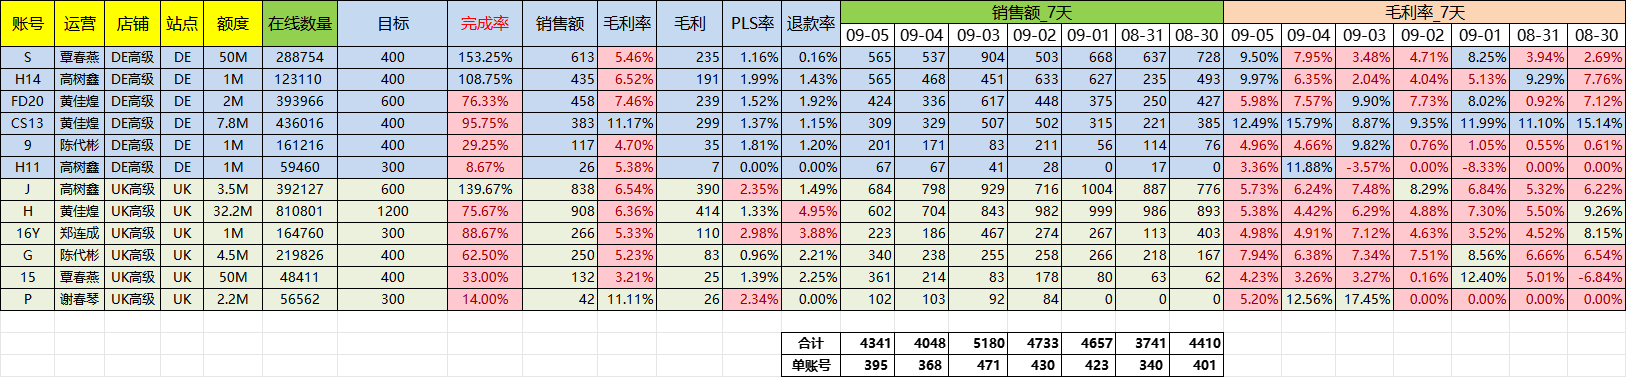 账号 运营 店铺 站点 额度 在线数量 目标 完成率 销售额 毛利率 毛利 PLS率 退款率 销售额_7天 毛利率_7天
09-05 09-04 09-03 09-02 09-01 08-31 08-30 09-05 09-04 09-03 09-02 09-01 08-31 08-30
S 覃春燕 DE高级 DE 50M 288754 400 153.25% 613 5.46% 235 1.16% 0.16% 565 537 904 503 668 637 728 9.50% 7.95% 3.48% 4.71% 8.25% 3.94% 2.69%
H14 高树鑫 DE高级 DE 1M 123110 400 108.75% 435 6.52% 191 1.99% 1.43% 565 468 451 633 627 235 493 9.97% 6.35% 2.04% 4.04% 5.13% 9.29% 7.76%
FD20 黄佳煌 DE高级 DE 2M 393966 600 76.33% 458 7.46% 239 1.52% 1.92% 424 336 617 448 375 250 427 5.98% 7.57% 9.90% 7.73% 8.02% 0.92% 7.12%
CS13 黄佳煌 DE高级 DE 7.8M 436016 400 95.75% 383 11.17% 299 1.37% 1.15% 309 329 507 502 315 221 385 12.49% 15.79% 8.87% 9.35% 11.99% 11.10% 15.14%
9 陈代彬 DE高级 DE 1M 161216 400 29.25% 117 4.70% 35 1.81% 1.20% 201 171 83 211 56 114 76 4.96% 4.66% 9.82% 0.76% 1.05% 0.55% 0.61%
H11 高树鑫 DE高级 DE 1M 59460 300 8.67% 26 5.38% 7 0.00% 0.00% 67 67 41 28 0 17 0 3.36% 11.88% -3.57% 0.00% -8.33% 0.00% 0.00%
J 高树鑫 UK高级 UK 3.5M 392127 600 139.67% 838 6.54% 390 2.35% 1.49% 684 798 929 716 1004 887 776 5.73% 6.24% 7.48% 8.29% 6.84% 5.32% 6.22%
H 黄佳煌 UK高级 UK 32.2M 810801 1200 75.67% 908 6.36% 414 1.33% 4.95% 602 704 843 982 999 986 893 5.38% 4.42% 6.29% 4.88% 7.30% 5.50% 9.26%
16Y 郑连成 UK高级 UK 1M 164760 300 88.67% 266 5.33% 110 2.98% 3.88% 223 186 467 274 267 113 403 4.98% 4.91% 7.12% 4.63% 3.52% 4.52% 8.15%
G 陈代彬 UK高级 UK 4.5M 219826 400 62.50% 250 5.23% 83 0.96% 2.21% 340 238 255 258 266 218 167 7.94% 6.38% 7.34% 7.51% 8.56% 6.66% 6.54%
15 覃春燕 UK高级 UK 50M 48411 400 33.00% 132 3.21% 25 1.39% 2.25% 361 214 83 178 80 63 62 4.23% 3.26% 3.27% 0.16% 12.40% 5.01% -6.84%
P 谢春琴 UK高级 UK 2.2M 56562 300 14.00% 42 11.11% 26 2.34% 0.00% 102 103 92 84 0 0 0 5.20% 12.56% 17.45% 0.00% 0.00% 0.00% 0.00%
合计 4341 4048 5180 4733 4657 3741 4410
单账号 395 368 471 430 423 340 401